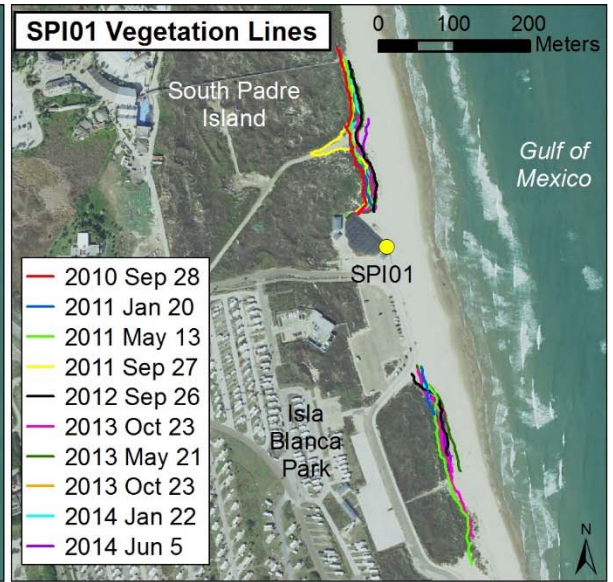 SPI01 Vegetation Lines
0 100 200
Meters
South Padre
Island
Gulf of
Mexico
SPI01
2010 Sep 28
2011 Jan 20
2011 May 13
2011 Sep 27
2012 Sep 26
2013 Oct 23
2013 May 21
2013 Oct 23
2014 Jan 22
2014 Jun 5
Isla
Blanca
Park
N